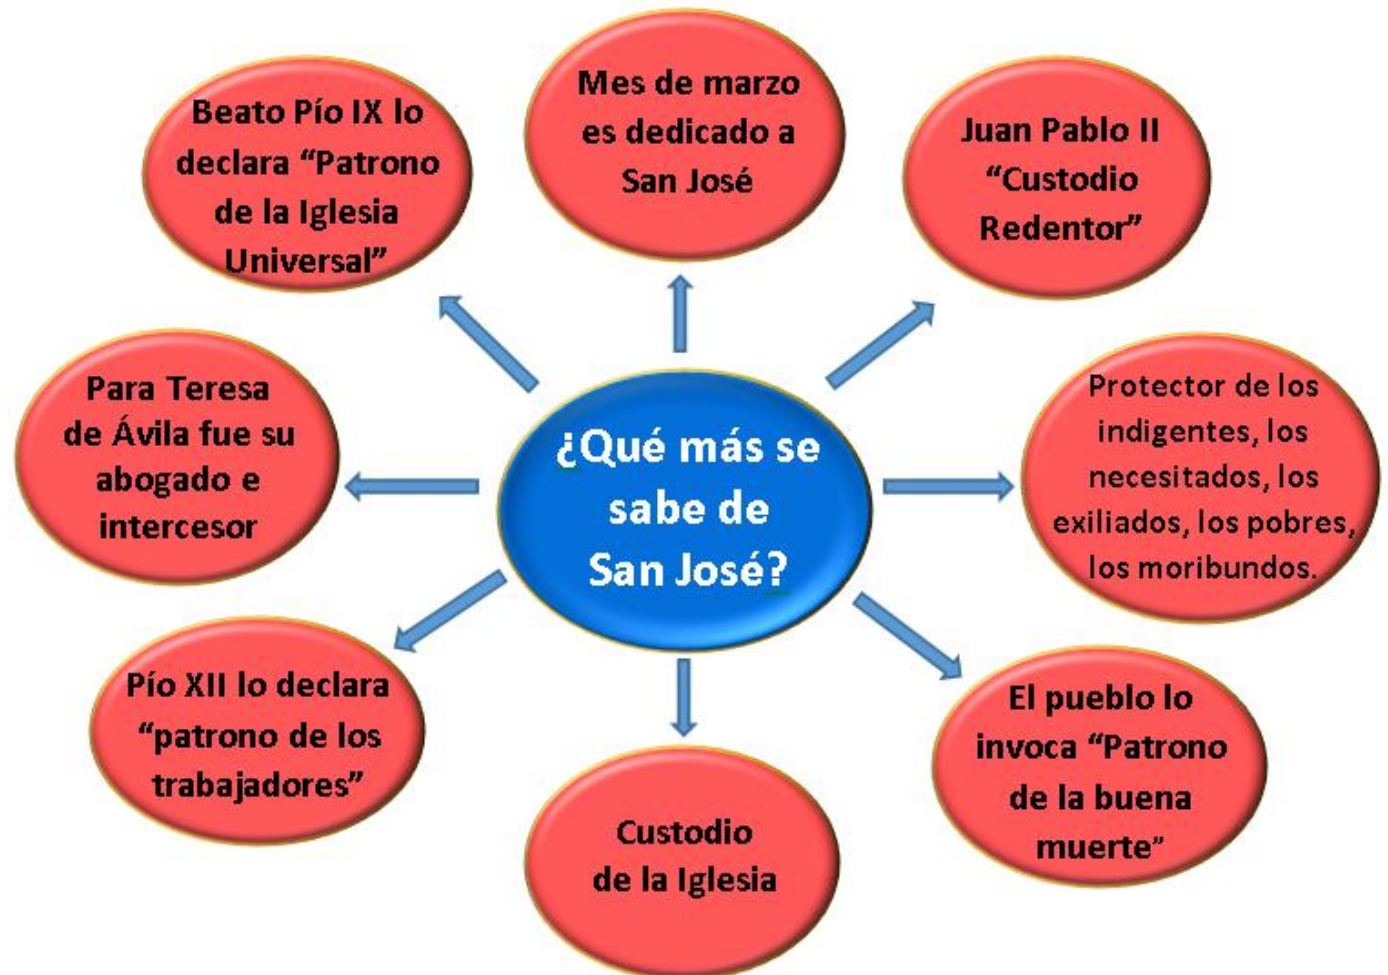 Beato Pío IX lo
declara “Patrono
de la Iglesia
Universal”
Mes de marzo
es dedicado a
San José
Juan Pablo II
“Custodio
Redentor”
Para Teresa
de Ávila fue su
abogado e
intercesor
¿Qué más se
sabe de
San José?
Protector de los
indigentes, los
necesitados, los
exiliados, los pobres,
los moribundos.
Pío XII lo declara
“patrono de los
trabajadores”
Custodio
de la Iglesia
El pueblo lo
invoca “Patrono
de la buena
muerte”